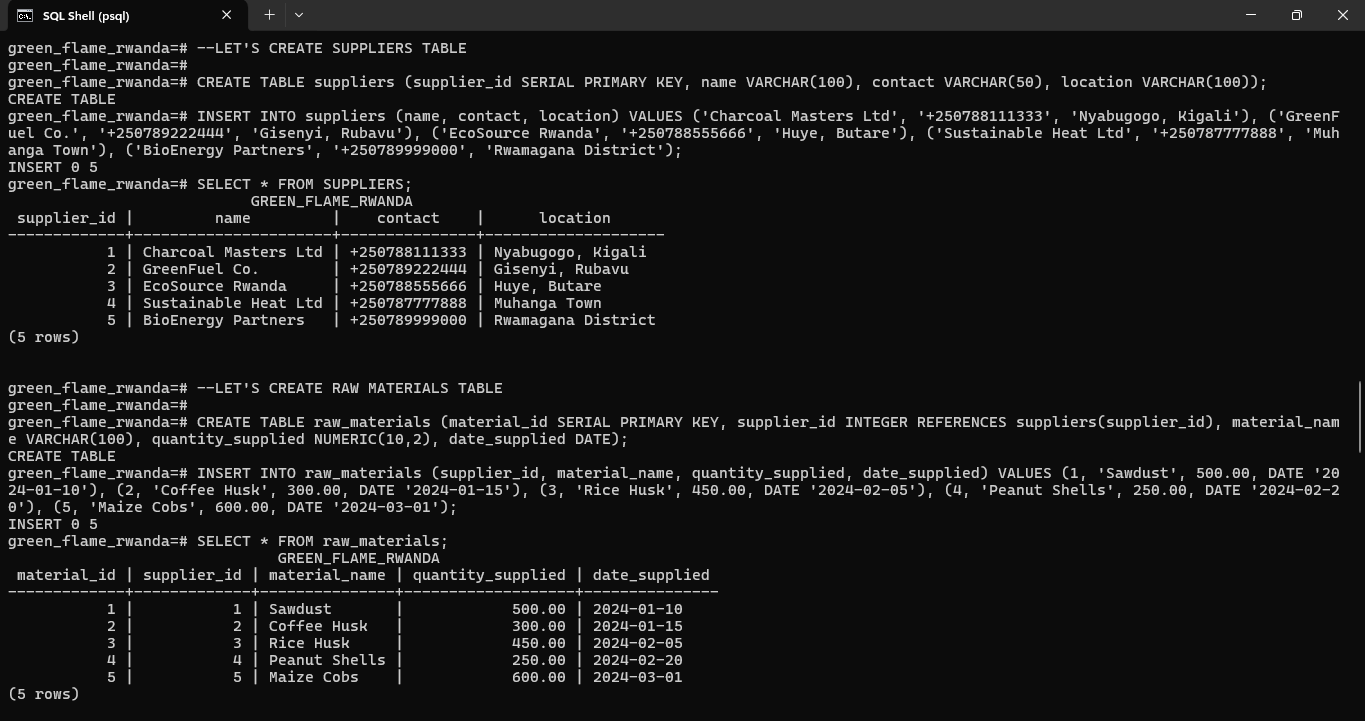 SQL Shell (psql)
green_flame_rwanda=# --LET'S CREATE SUPPLIERS TABLE
green_flame_rwanda=#
green_flame_rwanda=# CREATE TABLE suppliers (supplier_id SERIAL PRIMARY KEY, name VARCHAR(100), contact VARCHAR(50), location VARCHAR(100));
CREATE TABLE
green_flame_rwanda=# INSERT INTO suppliers (name, contact, location) VALUES ('Charcoal Masters Ltd', '+250788111333', 'Nyabugogo, Kigali'), ('GreenF
uel Co.', '+250789222444', 'Gisenyi, Rubavu'), ('EcoSource Rwanda', '+250788555666', 'Huye, Butare'), ('Sustainable Heat Ltd', '+250787777888', 'Muh
anga Town'), ('BioEnergy Partners', '+250789999000', 'Rwamagana District');
INSERT 0 5
green_flame_rwanda=# SELECT * FROM SUPPLIERS;
                           GREEN_FLAME_RWANDA
 supplier_id |         name         |    contact    |      location
-------------+----------------------+---------------+--------------------
           1 | Charcoal Masters Ltd | +250788111333 | Nyabugogo, Kigali
           2 | GreenFuel Co.        | +250789222444 | Gisenyi, Rubavu
           3 | EcoSource Rwanda     | +250788555666 | Huye, Butare
           4 | Sustainable Heat Ltd | +250787777888 | Muhanga Town
           5 | BioEnergy Partners   | +250789999000 | Rwamagana District
(5 rows)
green_flame_rwanda=# --LET'S CREATE RAW MATERIALS TABLE
green_flame_rwanda=#
green_flame_rwanda=# CREATE TABLE raw_materials (material_id SERIAL PRIMARY KEY, supplier_id INTEGER REFERENCES suppliers(supplier_id), material_nam
e VARCHAR(100), quantity_supplied NUMERIC(10,2), date_supplied DATE);
CREATE TABLE
green_flame_rwanda=# INSERT INTO raw_materials (supplier_id, material_name, quantity_supplied, date_supplied) VALUES (1, 'Sawdust', 500.00, DATE '20
24-01-10'), (2, 'Coffee Husk', 300.00, DATE '2024-01-15'), (3, 'Rice Husk', 450.00, DATE '2024-02-05'), (4, 'Peanut Shells', 250.00, DATE '2024-02-2
0'), (5, 'Maize Cobs', 600.00, DATE '2024-03-01');
INSERT 0 5
green_flame_rwanda=# SELECT * FROM raw_materials;
                              GREEN_FLAME_RWANDA
 material_id | supplier_id | material_name | quantity_supplied | date_supplied
-------------+-------------+---------------+-------------------+---------------
           1 |           1 | Sawdust       |            500.00 | 2024-01-10
           2 |           2 | Coffee Husk   |            300.00 | 2024-01-15
           3 |           3 | Rice Husk     |            450.00 | 2024-02-05
           4 |           4 | Peanut Shells |            250.00 | 2024-02-20
           5 |           5 | Maize Cobs    |            600.00 | 2024-03-01
(5 rows)